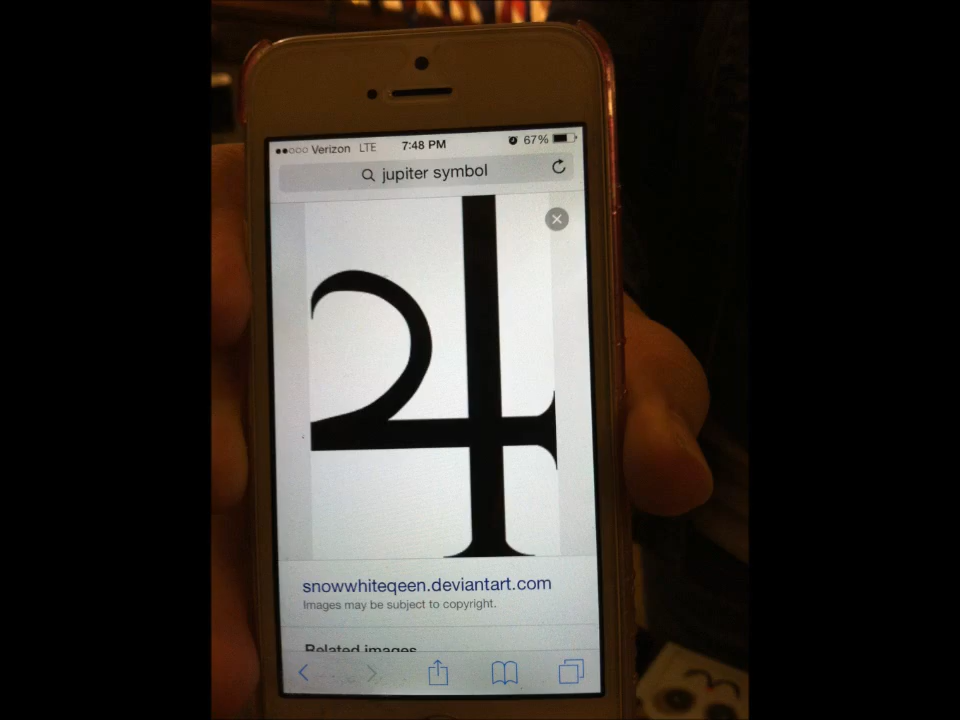 Verizon LTE 7:48 PM 67%
jupiter symbol
♃
snowwhiteqeen.deviantart.com
Images may be subject to copyright.
Related images